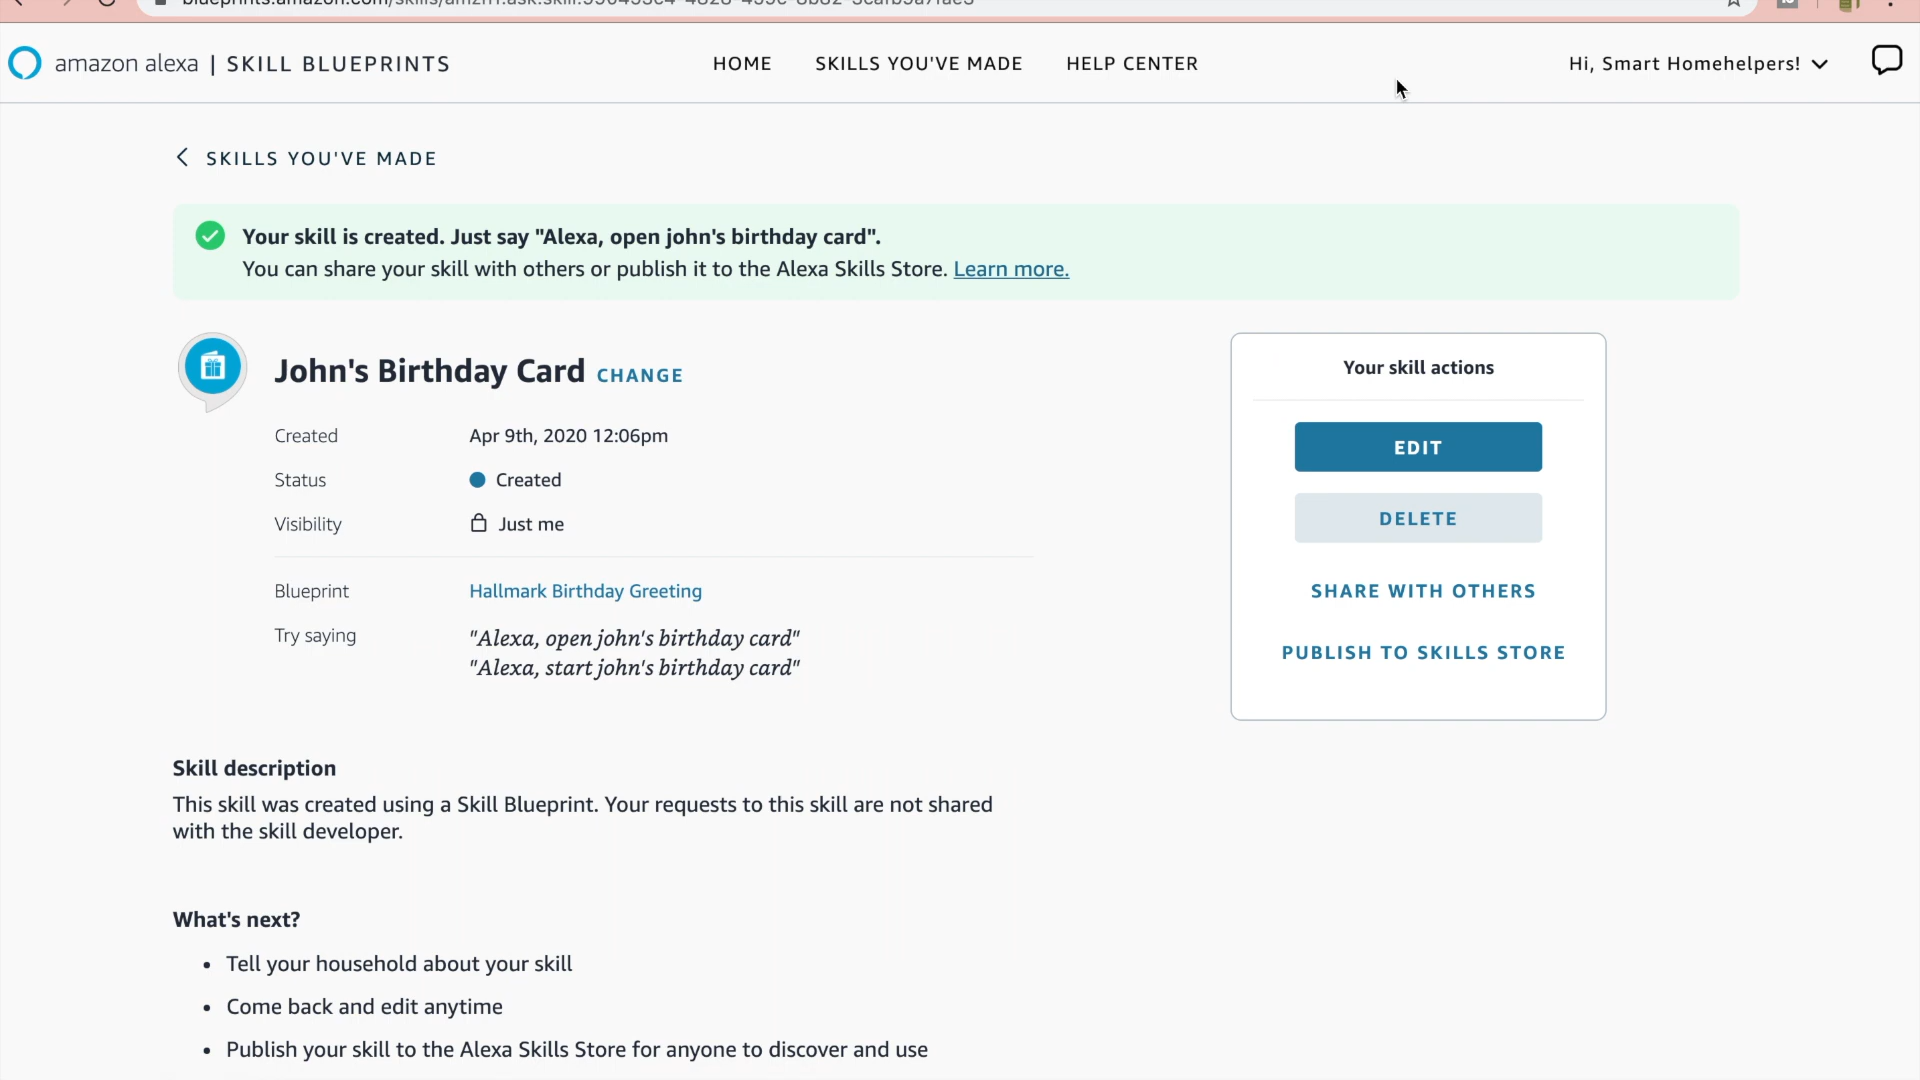 amazon alexa | SKILL BLUEPRINTS
HOME
SKILLS YOU'VE MADE
HELP CENTER
Hi, Smart Homehelpers!
SKILLS YOU'VE MADE
Your skill is created. Just say "Alexa, open john's birthday card".
You can share your skill with others or publish it to the Alexa Skills Store. Learn more.
John's Birthday Card CHANGE
Created Apr 9th, 2020 12:06pm
Status Created
Visibility Just me
Blueprint Hallmark Birthday Greeting
Try saying "Alexa, open john's birthday card"
"Alexa, start john's birthday card"
Your skill actions
EDIT
DELETE
SHARE WITH OTHERS
PUBLISH TO SKILLS STORE
Skill description
This skill was created using a Skill Blueprint. Your requests to this skill are not shared
with the skill developer.
What's next?
• Tell your household about your skill
• Come back and edit anytime
• Publish your skill to the Alexa Skills Store for anyone to discover and use